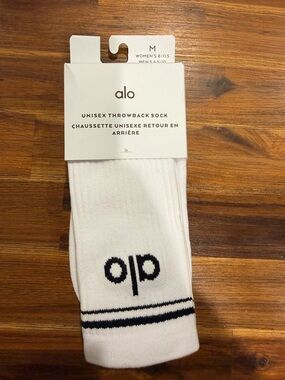 M
WOMEN'S 8-11.5
MEN'S 6.5-10
alo
UNISEX THROWBACK SOCK
CHAUSSETTE UNISEXE RETOUR EN
ARRIÈRE
alo